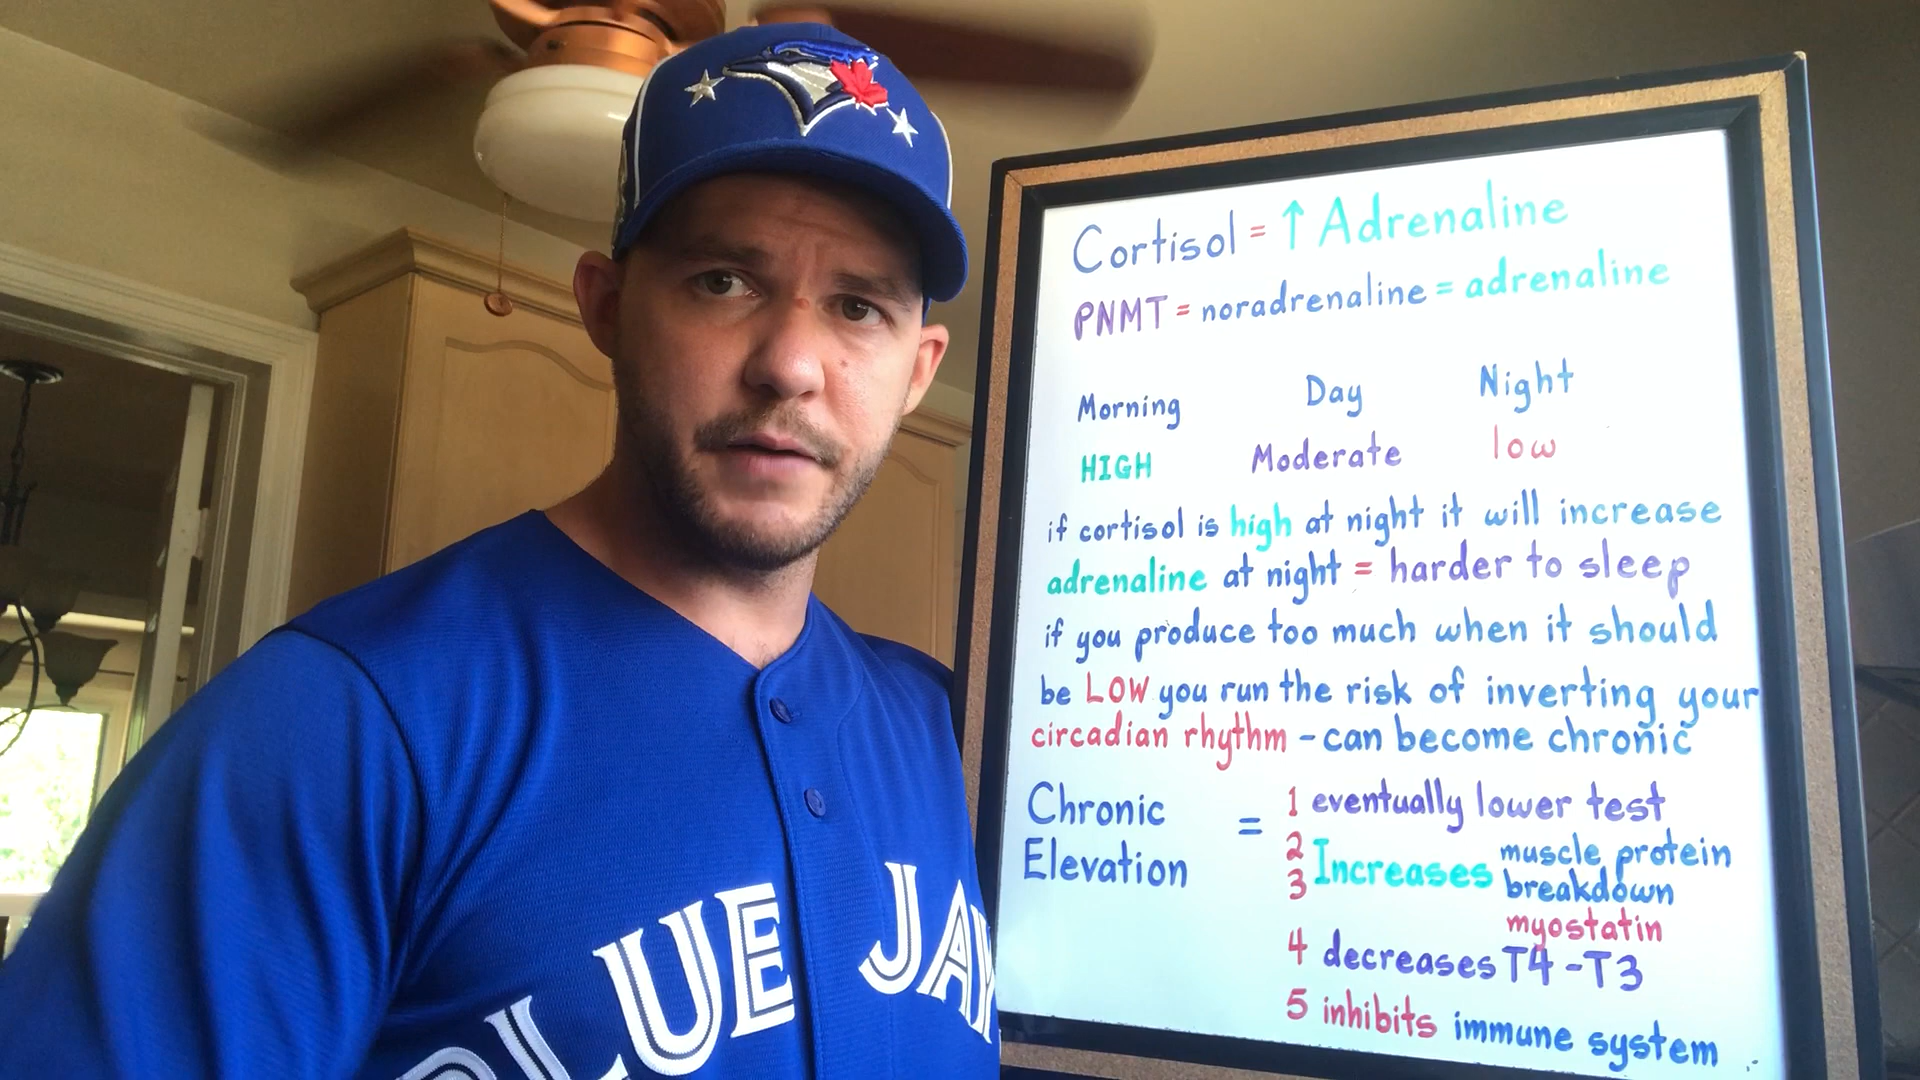 Cortisol = ↑ Adrenaline
PNMT = noradrenaline = adrenaline
Morning Day Night
HIGH Moderate low
if cortisol is high at night it will increase
adrenaline at night = harder to sleep
if you produce too much when it should
be LOW you run the risk of inverting your
circadian rhythm - can become chronic
Chronic Elevation =
1 eventually lower test
2 3 Increases muscle protein breakdown
myostatin
4 decreases T4 - T3
5 inhibits immune system
BLUE JAY